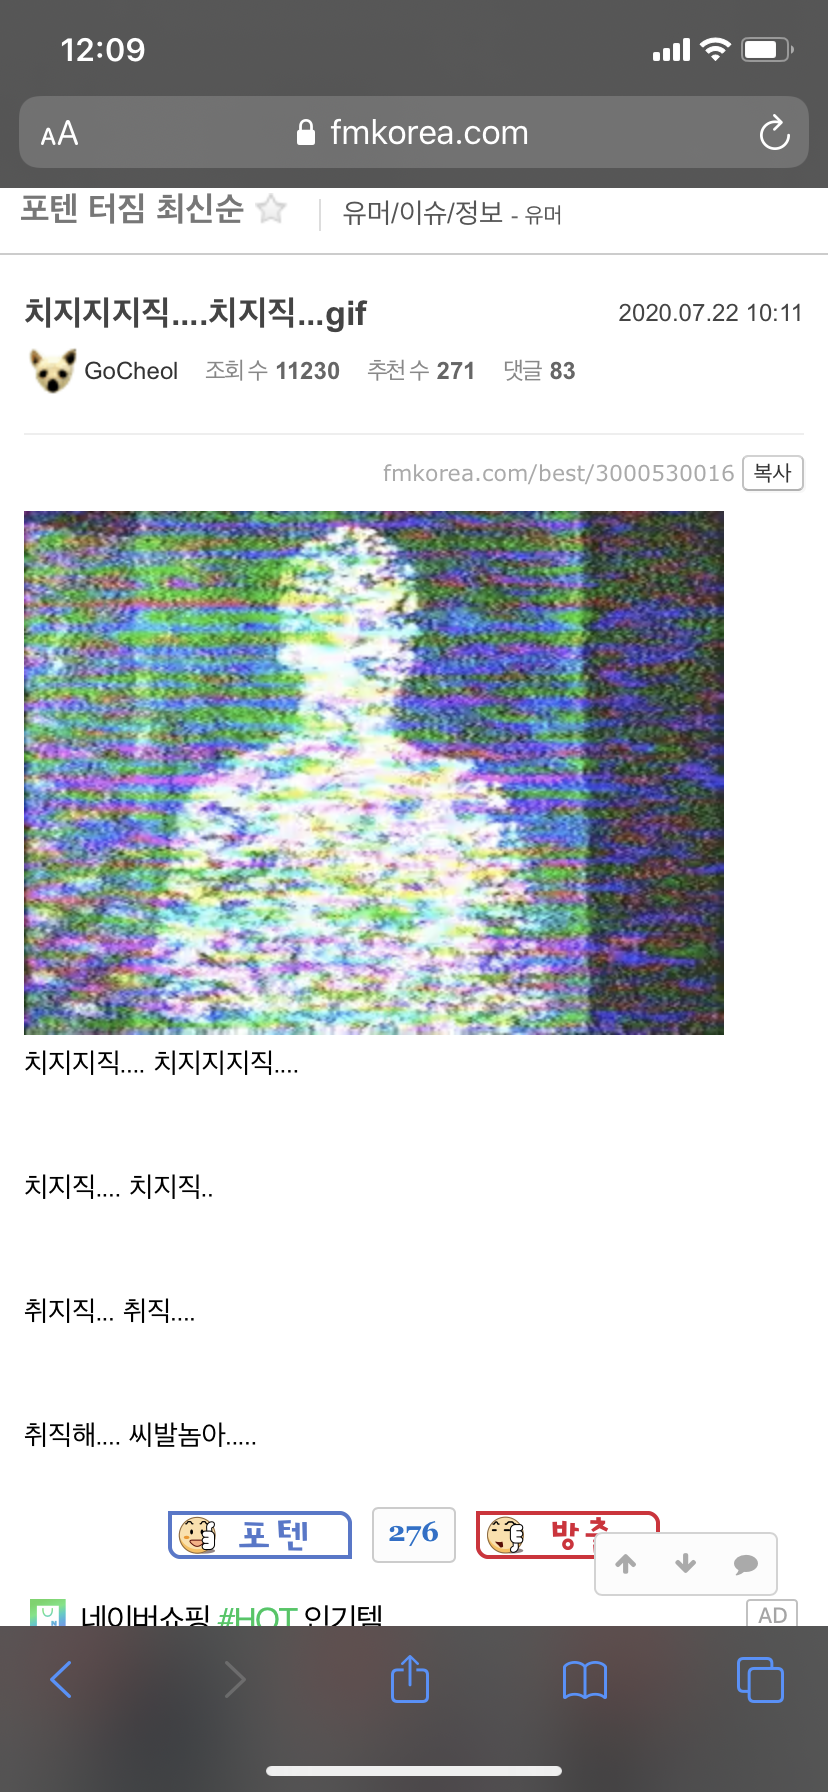 12:09
AA fmkorea.com
포텐 터짐 최신순 유머/이슈/정보 - 유머
치지지지직....치지직...gif 2020.07.22 10:11
GoCheol 조회 수 11230 추천 수 271 댓글 83
fmkorea.com/best/3000530016 복사
치지지직.... 치지지지직....
치지직.... 치지직..
취지직... 취직....
취직해.... 씨발놈아.....
포텐 276
네이버쇼핑 #HOT 인기템 AD